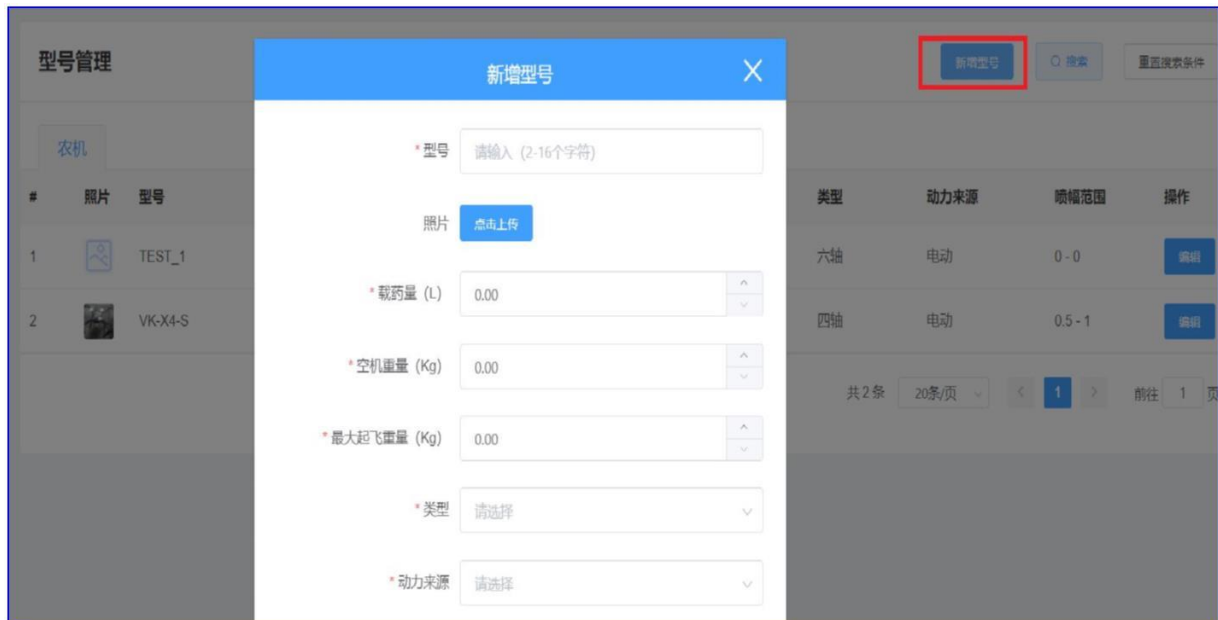 型号管理
新增型号
新增型号
搜索
重置搜索条件
农机
*型号 请输入 (2-16个字符)
# 照片 型号 类型 动力来源 喷幅范围 操作
照片 点击上传
1 TEST_1 六轴 电动 0 - 0 编辑
*载药量 (L) 0.00
2 VK-X4-S 四轴 电动 0.5 - 1 编辑
*空机重量 (Kg) 0.00
共 2 条 20条/页 < 1 > 前往 1 页
*最大起飞重量 (Kg) 0.00
*类型 请选择
*动力来源 请选择